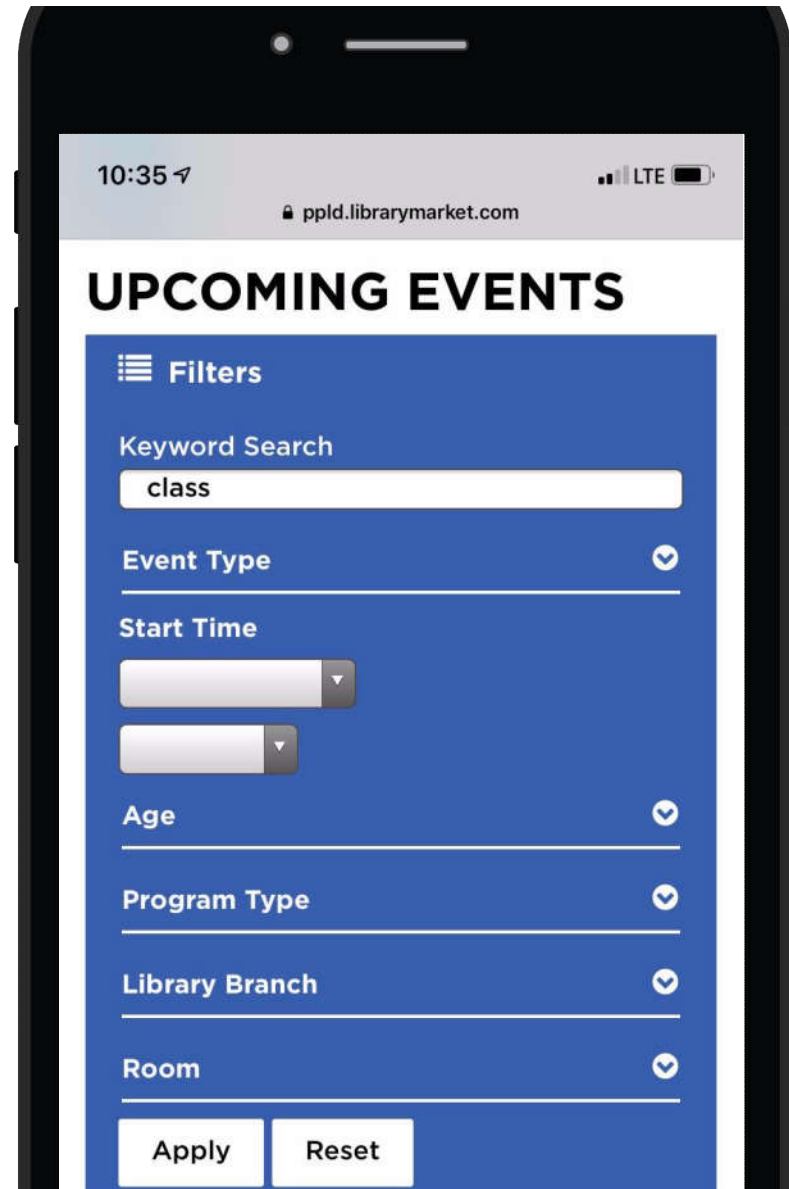 10:35 LTE
ppld.librarymarket.com
UPCOMING EVENTS
Filters
Keyword Search
class
Event Type
Start Time
Age
Program Type
Library Branch
Room
Apply Reset